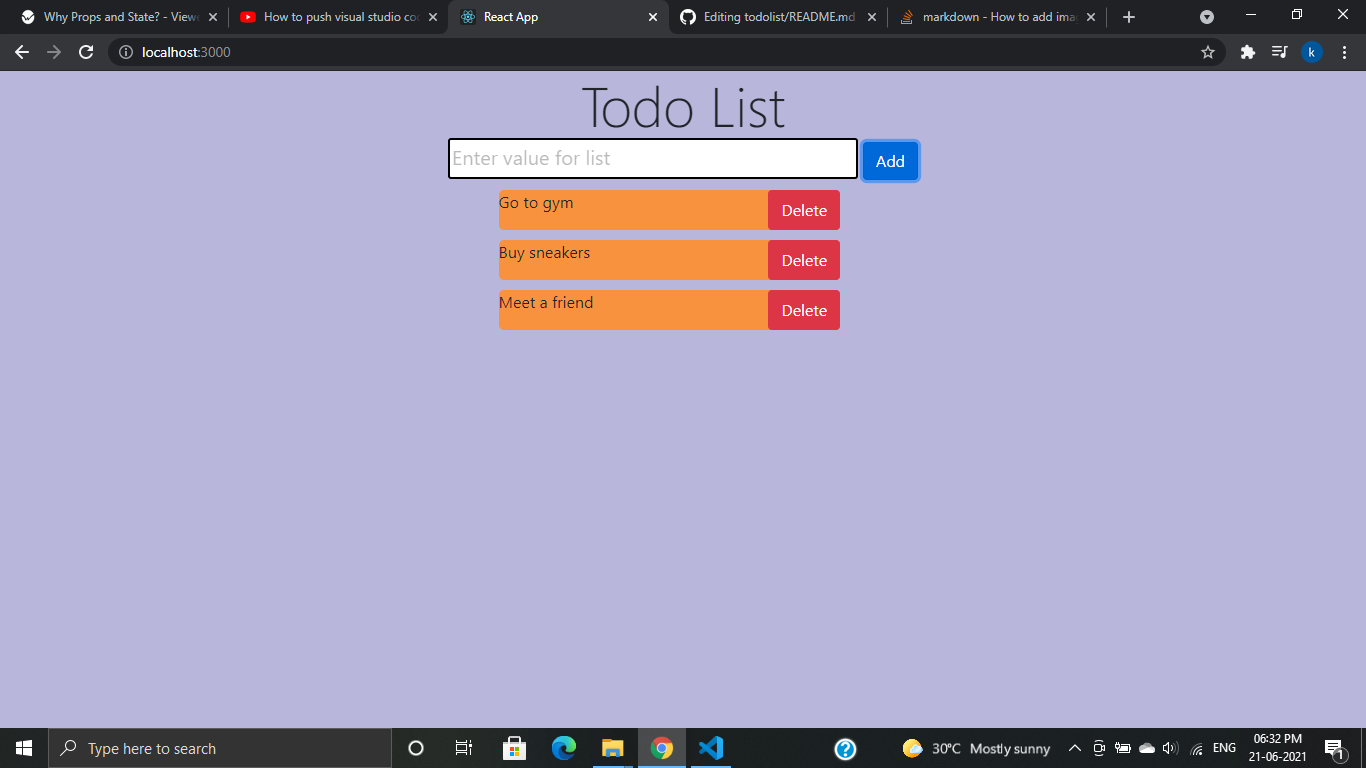 Why Props and State? - View
How to push visual studio co
React App
Editing todolist/README.md
markdown - How to add ima
localhost:3000
k
Todo List
Enter value for list
Add
Go to gym
Delete
Buy sneakers
Delete
Meet a friend
Delete
Type here to search
30°C Mostly sunny
ENG
06:32 PM
21-06-2021
1